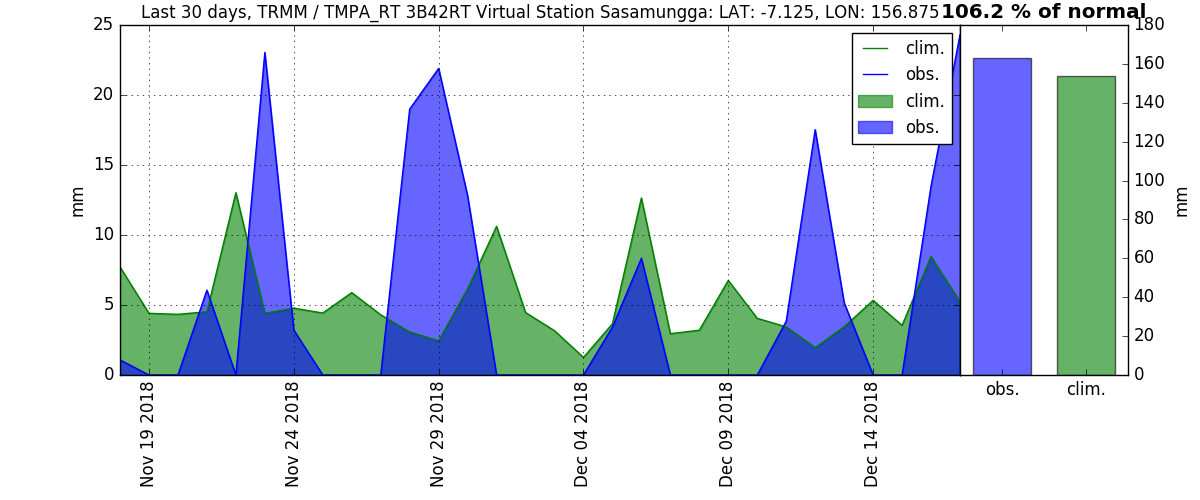 Last 30 days, TRMM / TMPA_RT 3B42RT Virtual Station Sasamungga: LAT: -7.125, LON: 156.875
106.2 % of normal
25
20
15
10
5
0
mm
clim.
obs.
clim.
obs.
Nov 19 2018
Nov 24 2018
Nov 29 2018
Dec 04 2018
Dec 09 2018
Dec 14 2018
180
160
140
120
100
80
60
40
20
0
mm
obs.
clim.